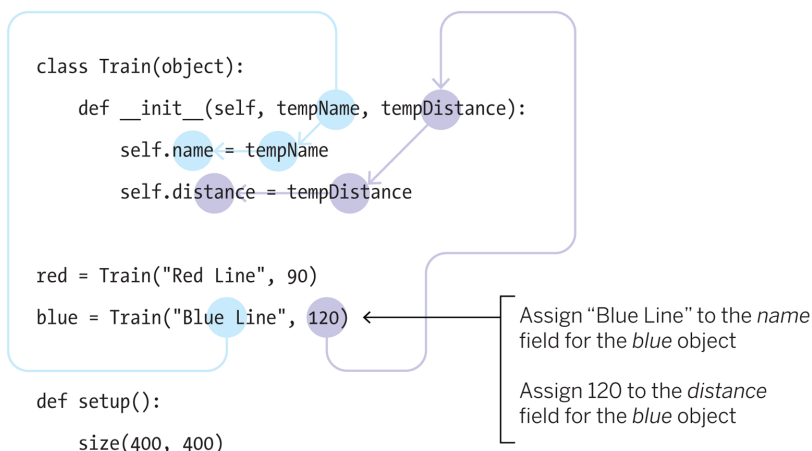 class Train(object):
def __init__(self, tempName, tempDistance):
self.name = tempName
self.distance = tempDistance
red = Train("Red Line", 90)
blue = Train("Blue Line", 120)
Assign “Blue Line” to the name
field for the blue object
Assign 120 to the distance
field for the blue object
def setup():
size(400, 400)